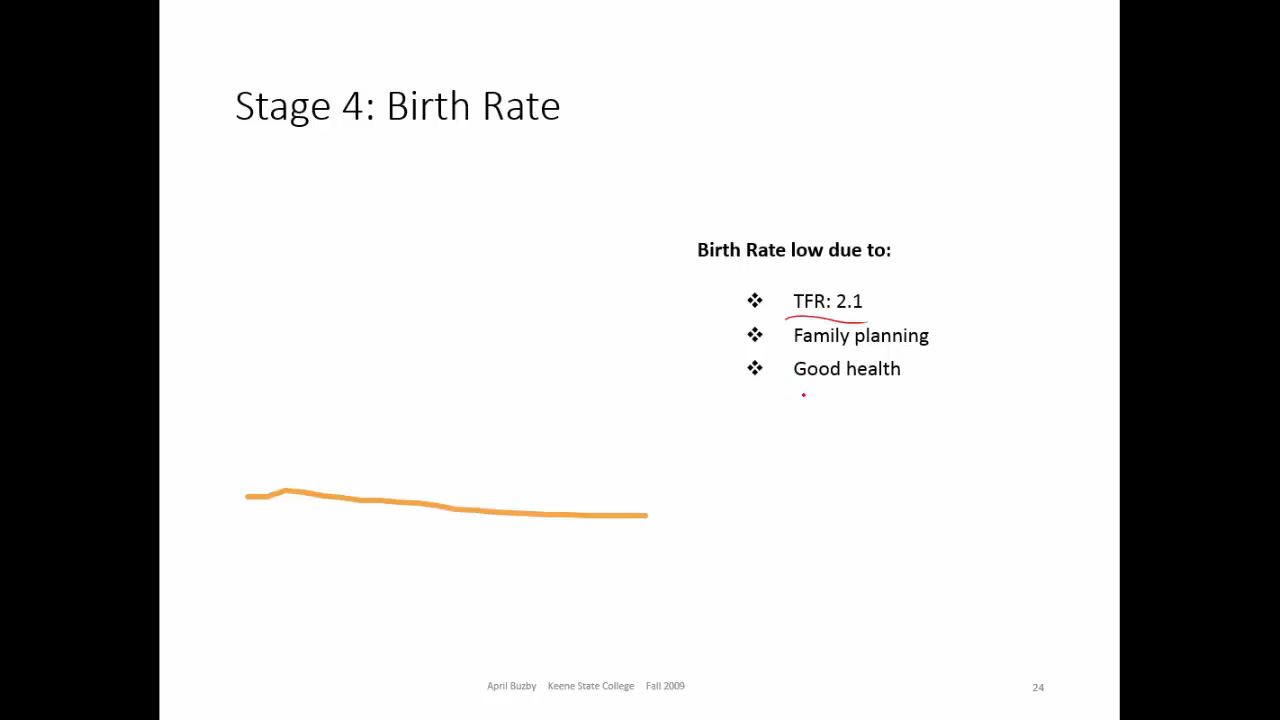 Stage 4: Birth Rate
Birth Rate low due to:
❖ TFR: 2.1
❖ Family planning
❖ Good health
April Buzby Keene State College Fall 2009
24